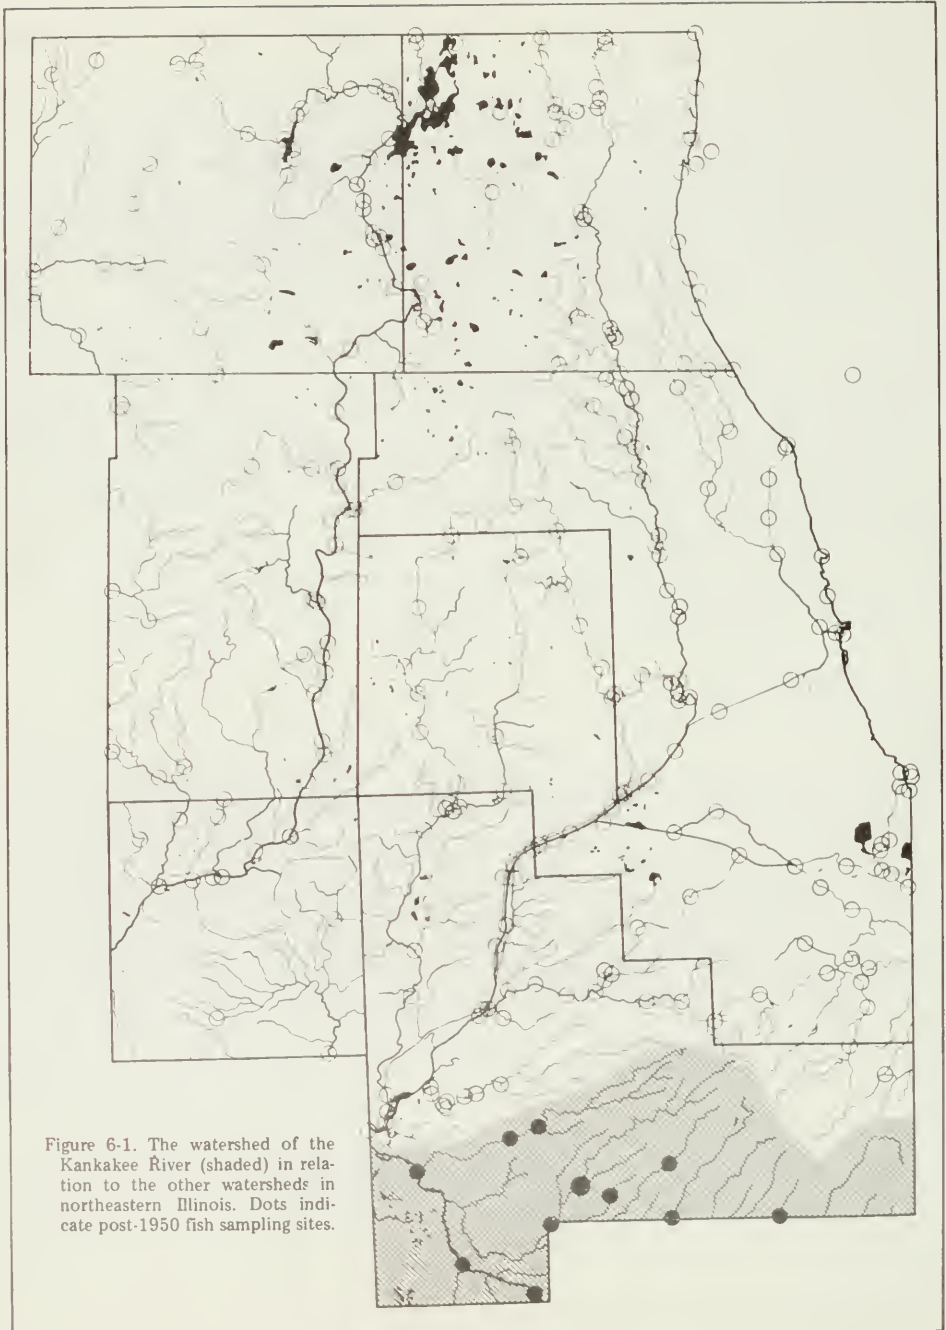 Figure 6-1. The watershed of the
Kankakee River (shaded) in rela-
tion to the other watersheds in
northeastern Illinois. Dots indi-
cate post-1950 fish sampling sites.